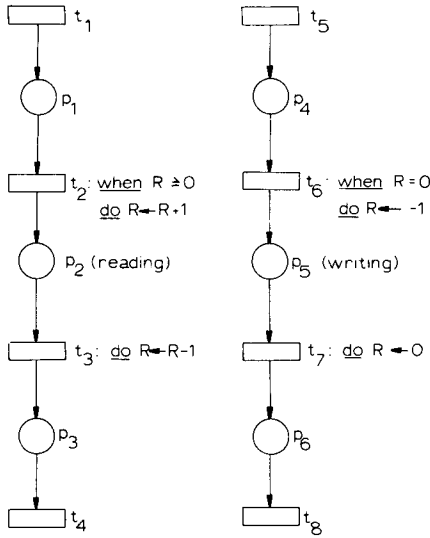 t1
p1
t2: when R ≥ 0
do R←R+1
p2 (reading)
t3: do R←R-1
p3
t4
t5
p4
t6: when R=0
do R← -1
p5 (writing)
t7: do R ←0
p6
t8